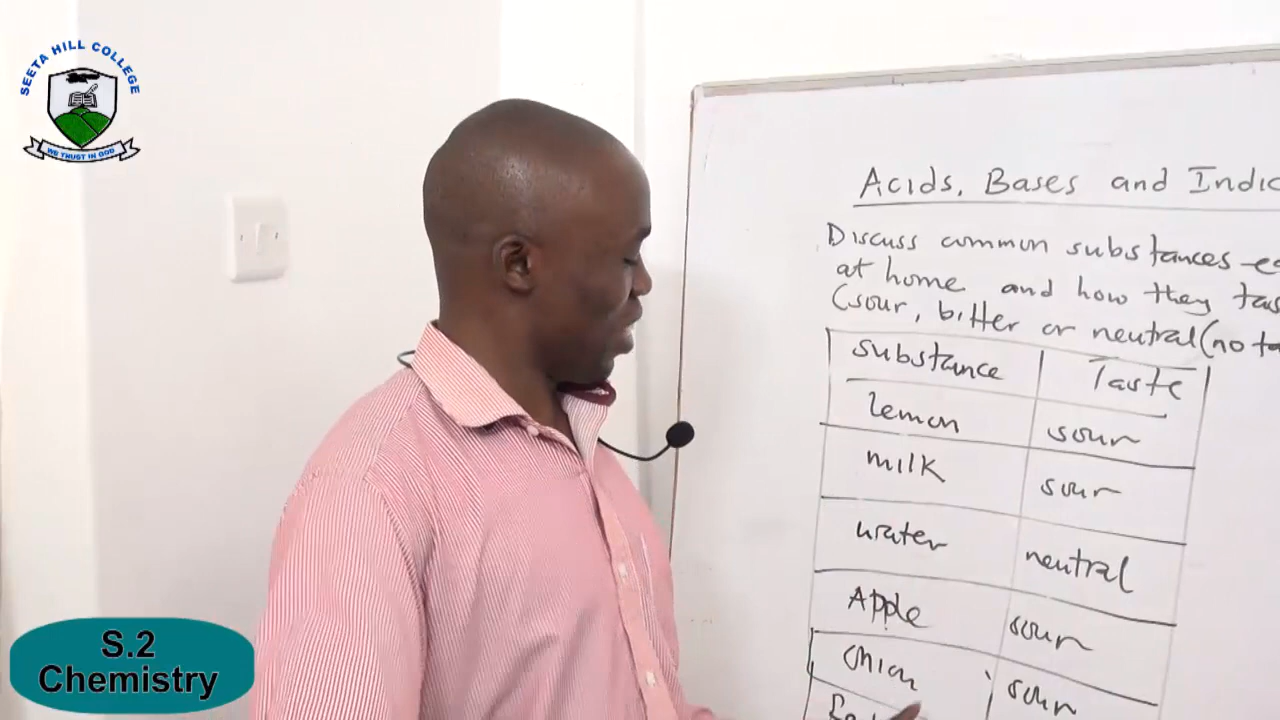 SEETA HILL COLLEGE
WE TRUST IN GOD
Acids, Bases and Indic
Discuss common substances
at home and how they tas
(sour, bitter or neutral (no ta
substance Taste
lemon sour
milk sour
water neutral
Apple sour
onion sour
S.2
Chemistry